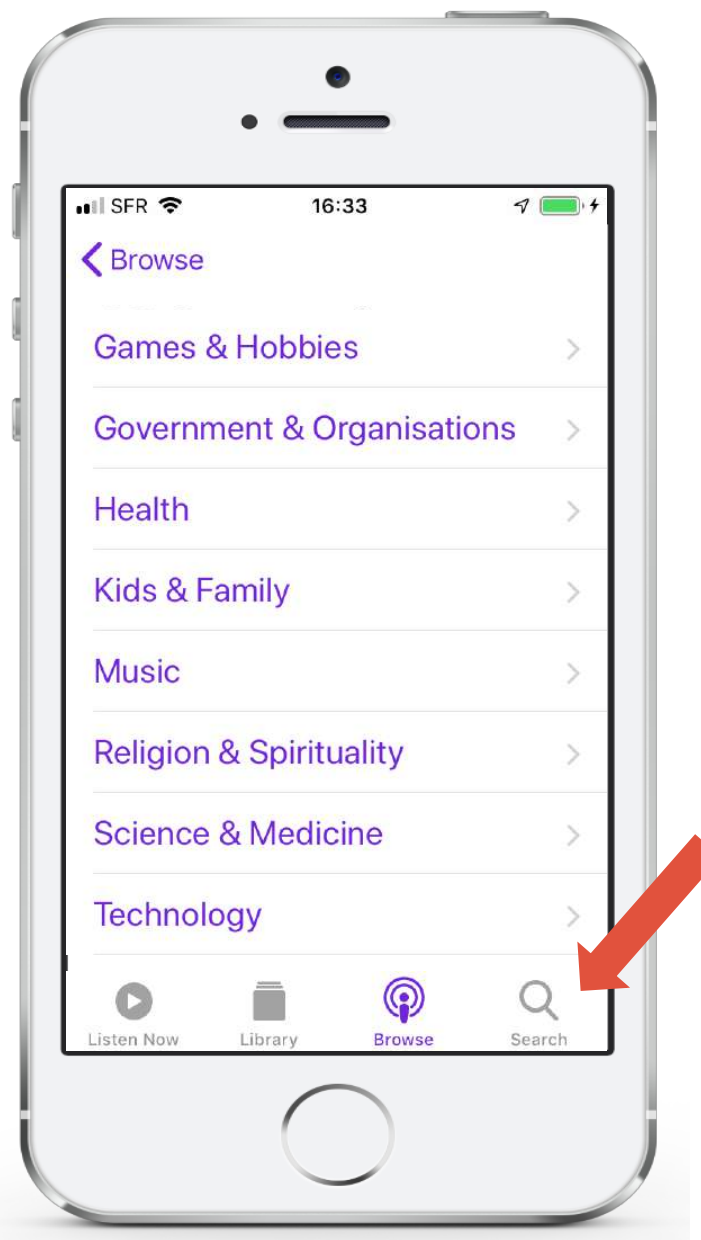 SFR 16:33
Browse
Games & Hobbies
Government & Organisations
Health
Kids & Family
Music
Religion & Spirituality
Science & Medicine
Technology
Listen Now Library Browse Search